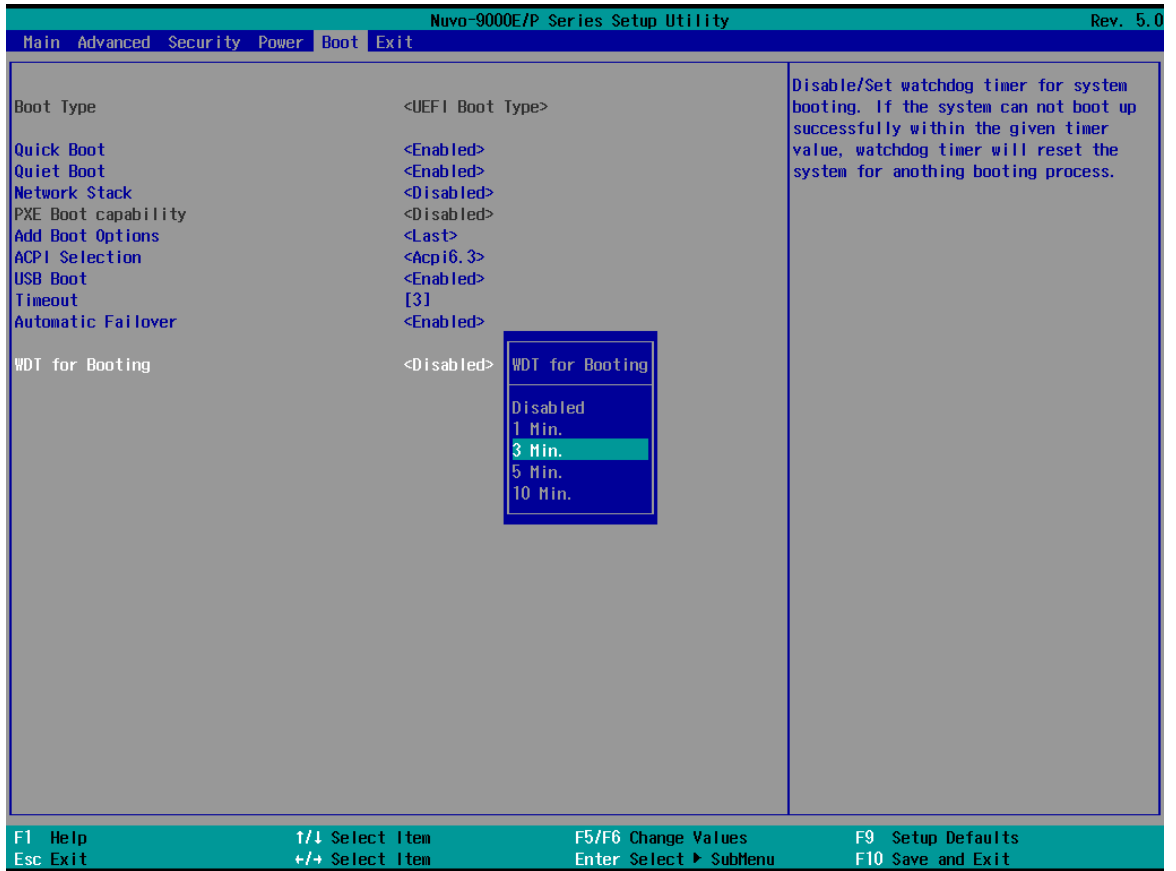 Nuvo-9000E/P Series Setup Utility Rev. 5.0
Main Advanced Security Power Boot Exit
Boot Type <UEFI Boot Type>
Quick Boot <Enabled>
Quiet Boot <Enabled>
Network Stack <Disabled>
PXE Boot capability <Disabled>
Add Boot Options <Last>
ACPI Selection <Acpi6.3>
USB Boot <Enabled>
Timeout [3]
Automatic Failover <Enabled>
WDT for Booting <Disabled>
WDT for Booting
Disabled
1 Min.
3 Min.
5 Min.
10 Min.
Disable/Set watchdog timer for system
booting. If the system can not boot up
successfully within the given timer
value, watchdog timer will reset the
system for anothing booting process.
F1 Help ↑/↓ Select Item F5/F6 Change Values F9 Setup Defaults
Esc Exit ←/→ Select Item Enter Select ▶ SubMenu F10 Save and Exit